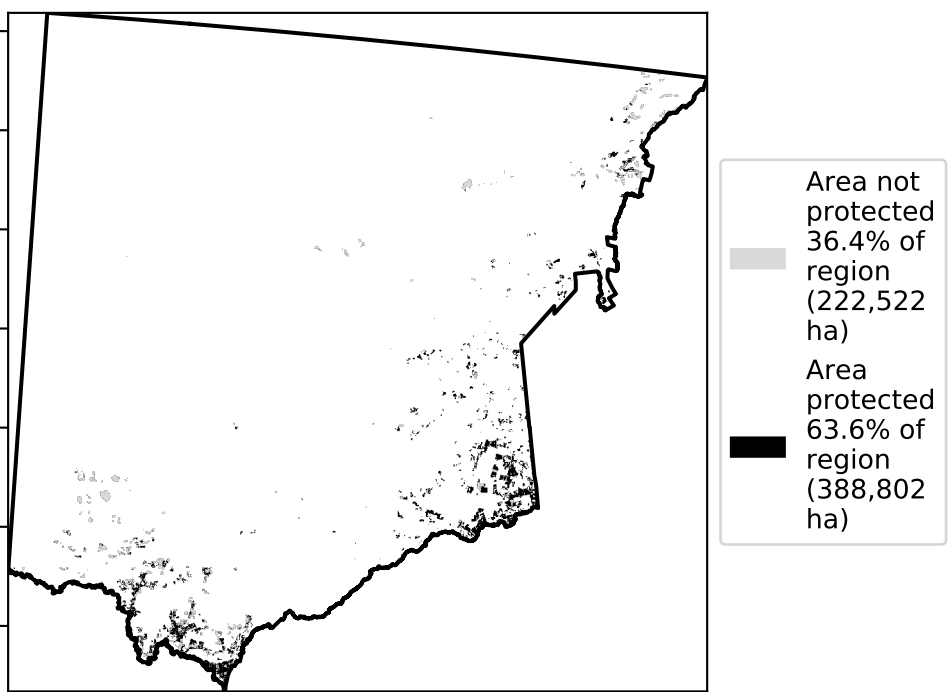 Area not
protected
36.4% of
region
(222,522
ha)
Area
protected
63.6% of
region
(388,802
ha)